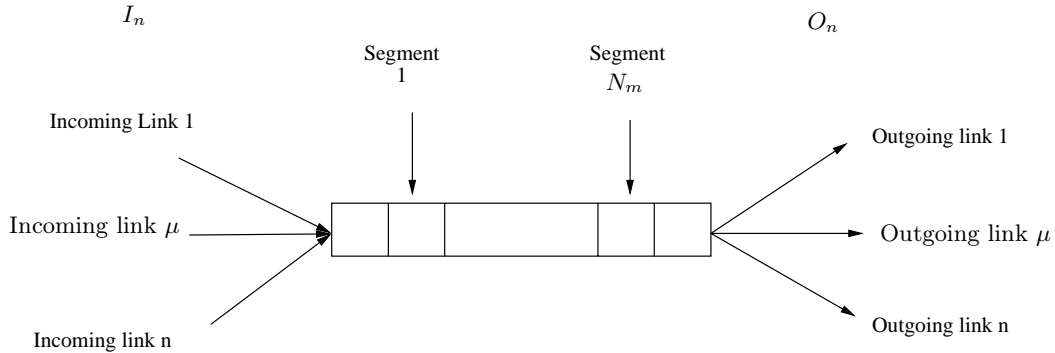 I_n
O_n
Segment
1
Segment
N_m
Incoming Link 1
Outgoing link 1
Incoming link μ
Outgoing link μ
Incoming link n
Outgoing link n